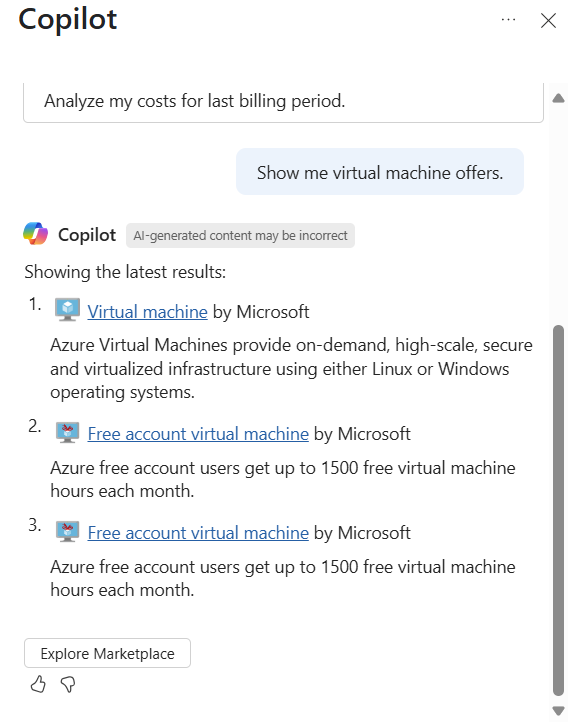 Copilot
Analyze my costs for last billing period.
Show me virtual machine offers.
Copilot AI-generated content may be incorrect
Showing the latest results:
1. Virtual machine by Microsoft
Azure Virtual Machines provide on-demand, high-scale, secure
and virtualized infrastructure using either Linux or Windows
operating systems.
2. Free account virtual machine by Microsoft
Azure free account users get up to 1500 free virtual machine
hours each month.
3. Free account virtual machine by Microsoft
Azure free account users get up to 1500 free virtual machine
hours each month.
Explore Marketplace